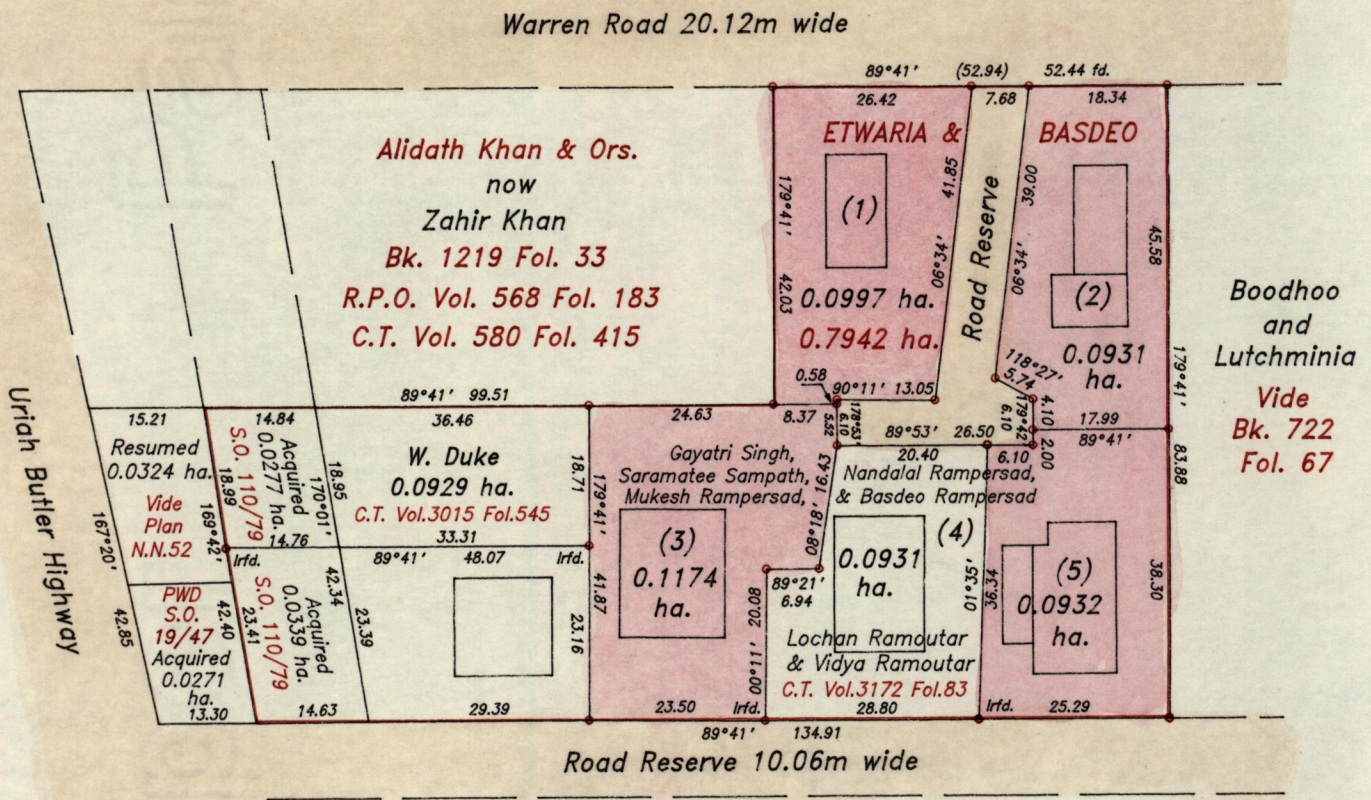 Warren Road 20.12m wide
89°41' (52.94) 52.44 fd.
26.42 7.68 18.34
ETWARIA & BASDEO
Alidath Khan & Ors.
now
Zahir Khan
Bk. 1219 Fol. 33
R.P.O. Vol. 568 Fol. 183
C.T. Vol. 580 Fol. 415
179°41' 42.03
(1)
0.0997 ha.
0.7942 ha.
41.85
06°34'
Road Reserve
39.00
06°34'
(2)
0.0931
ha.
45.58
179°41'
83.88
Boodhoo
and
Lutchminia
Vide
Bk. 722
Fol. 67
118°27'
5.74
0.58
90°11' 13.05
4.10
179°42'
6.10
2.00
17.99
89°41'
89°41' 99.51
15.21 14.84 36.46 24.63 8.37
5.52
6.10
178°53'
89°53' 26.50
20.40 6.10
Uriah Butler Highway
Resumed
0.0324 ha.
Vide
Plan
N.N.52
167°20'
42.85
S.O. 110/79
Acquired
0.0277 ha.
18.99
169°42'
14.76
170°01'
18.95
W. Duke
0.0929 ha.
C.T. Vol.3015 Fol.545
33.31
18.71
179°41'
41.87
Irfd. 89°41' 48.07 Irfd.
Gayatri Singh,
Saramatee Sampath,
Mukesh Rampersad,
(3)
0.1174
ha.
16.43
08°18'
89°21'
6.94
20.08
00°11'
Nandalal Rampersad,
& Basdeo Rampersad
(4)
0.0931
ha.
Lochan Ramoutar
& Vidya Ramoutar
C.T. Vol.3172 Fol.83
01°35'
36.34
(5)
0.0932
ha.
38.30
PWD
S.O.
19/47
Acquired
0.0271
ha.
13.30
42.40
23.41
S.O. 110/79
Acquired
0.0339 ha.
42.34
23.39
23.16
14.63 29.39 23.50 Irfd. 28.80 Irfd. 25.29
89°41' 134.91
Road Reserve 10.06m wide